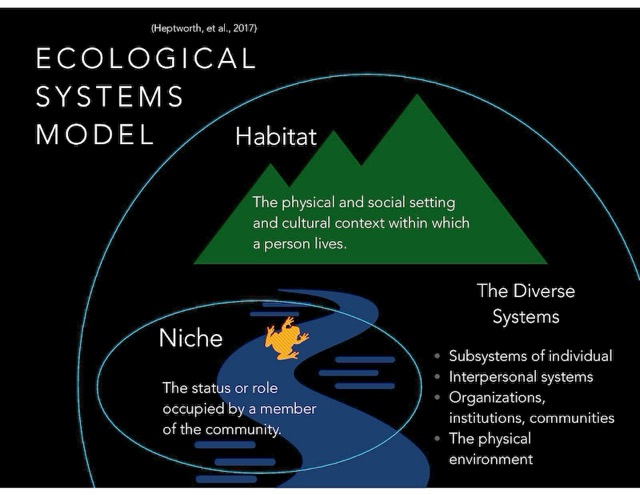 (Heptworth, et al., 2017)
ECOLOGICAL
SYSTEMS
MODEL
Habitat
The physical and social setting
and cultural context within which
a person lives.
Niche
The status or role
occupied by a member
of the community.
The Diverse
Systems
• Subsystems of individual
• Interpersonal systems
• Organizations,
institutions, communities
• The physical
environment